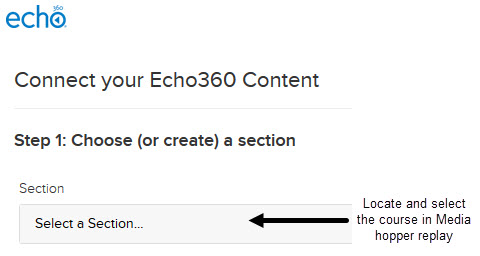 echo360
Connect your Echo360 Content
Step 1: Choose (or create) a section
Section
Select a Section...
Locate and select
the course in Media
hopper replay